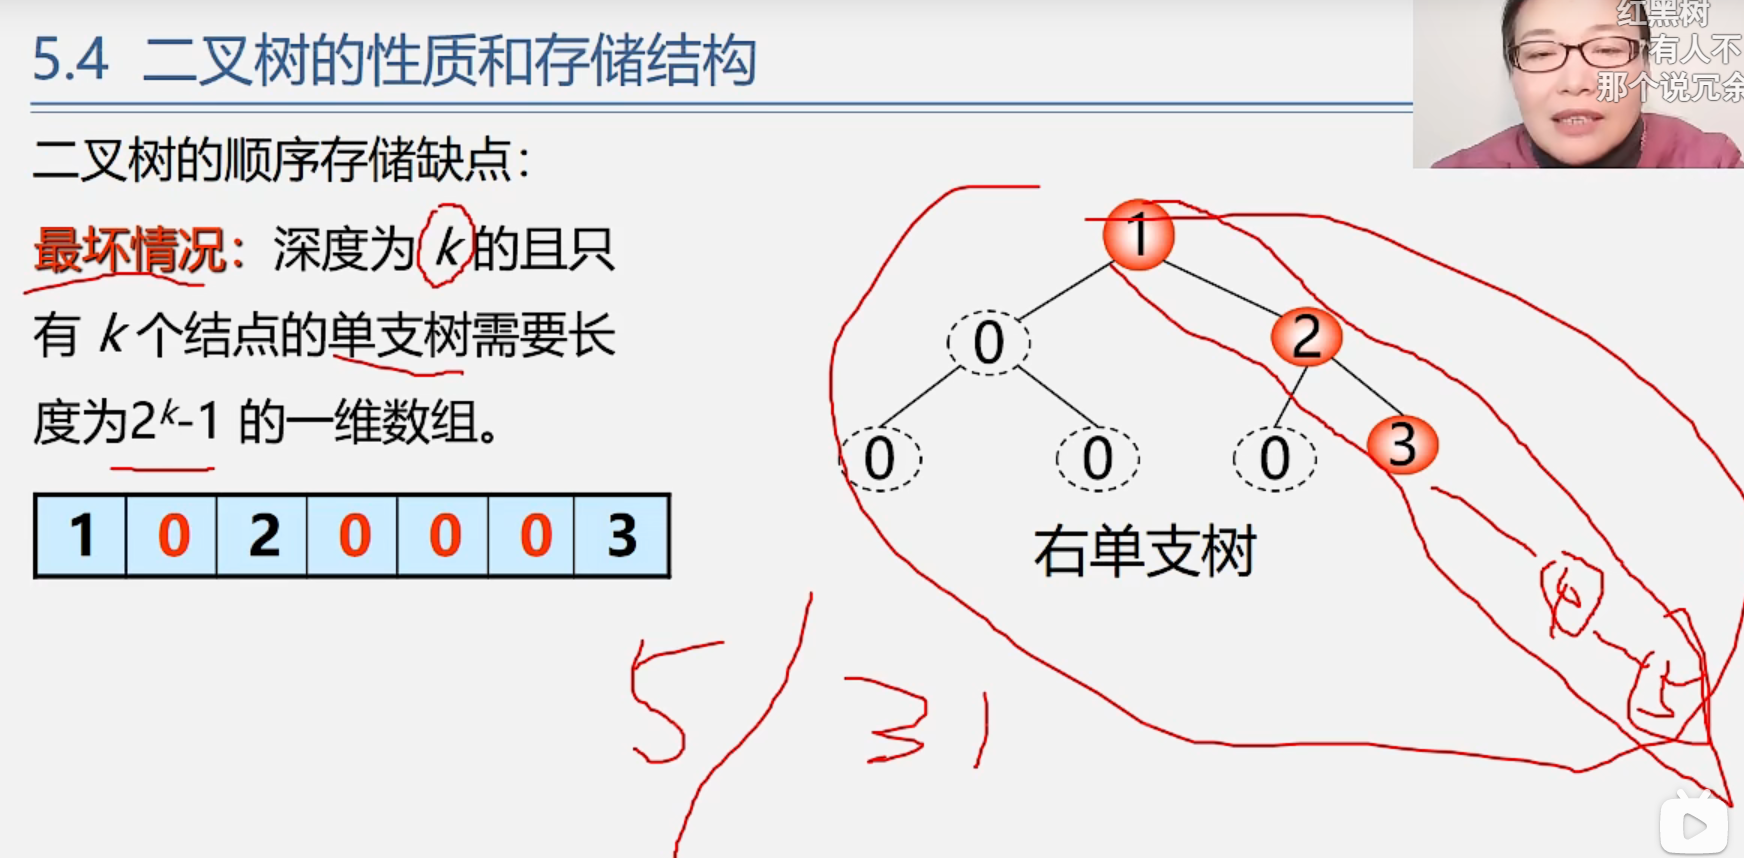 5.4 二叉树的性质和存储结构
红黑树
有人不
那个说冗余
二叉树的顺序存储缺点：
最坏情况：深度为 k 的且只
有 k 个结点的单支树需要长
度为2ᵏ-1 的一维数组。
1 0 2 0 0 0 3
1
0 2
0 0 0 3
右单支树
5 / 31